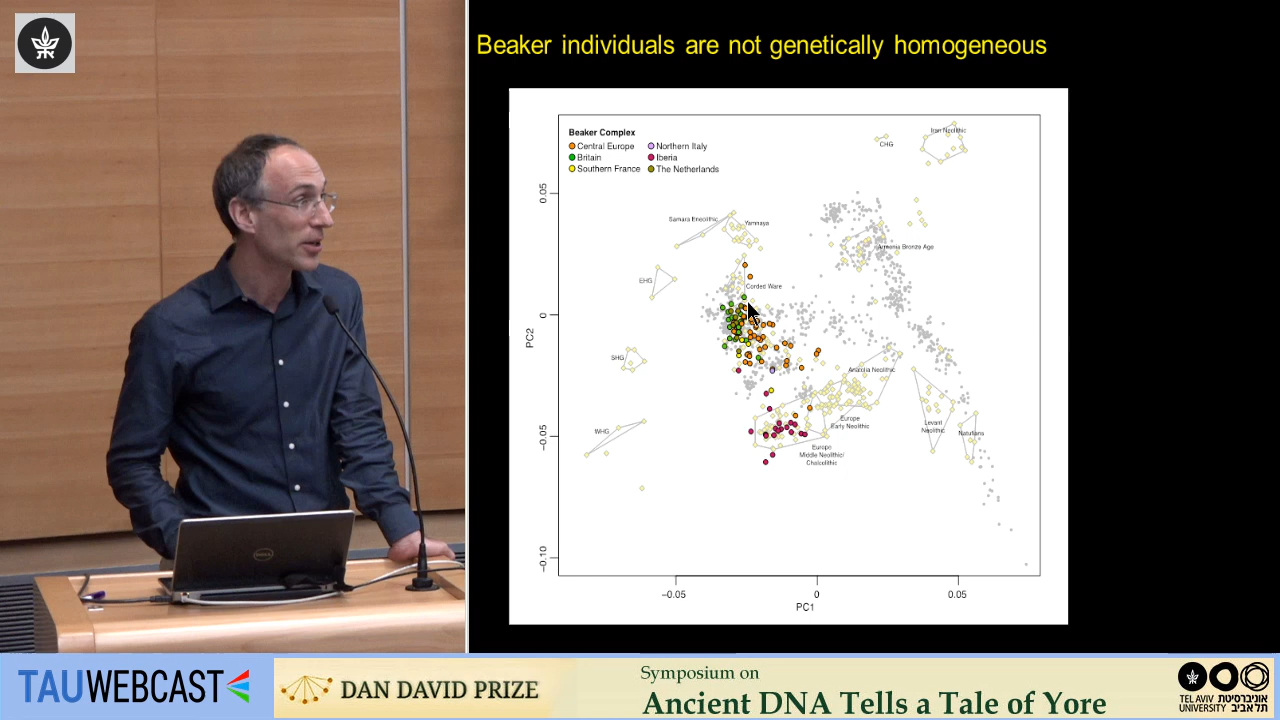 Beaker individuals are not genetically homogeneous
Beaker Complex
Central Europe
Britain
Southern France
Northern Italy
Iberia
The Netherlands
CHG
Iran Neolithic
Samara Eneolithic
Yamnaya
Armenia Bronze Age
EHG
Corded Ware
SHG
Anatolia Neolithic
WHG
Europe
Early Neolithic
Levant
Neolithic
Natufians
Europe
Middle Neolithic/
Chalcolithic
0.05
0
−0.05
−0.10
PC2
−0.05
0
0.05
PC1
DELL
TAUWEBCAST
DAN DAVID PRIZE
Symposium on
Ancient DNA Tells a Tale of Yore
TEL AVIV אוניברסיטת
UNIVERSITY תל אביב